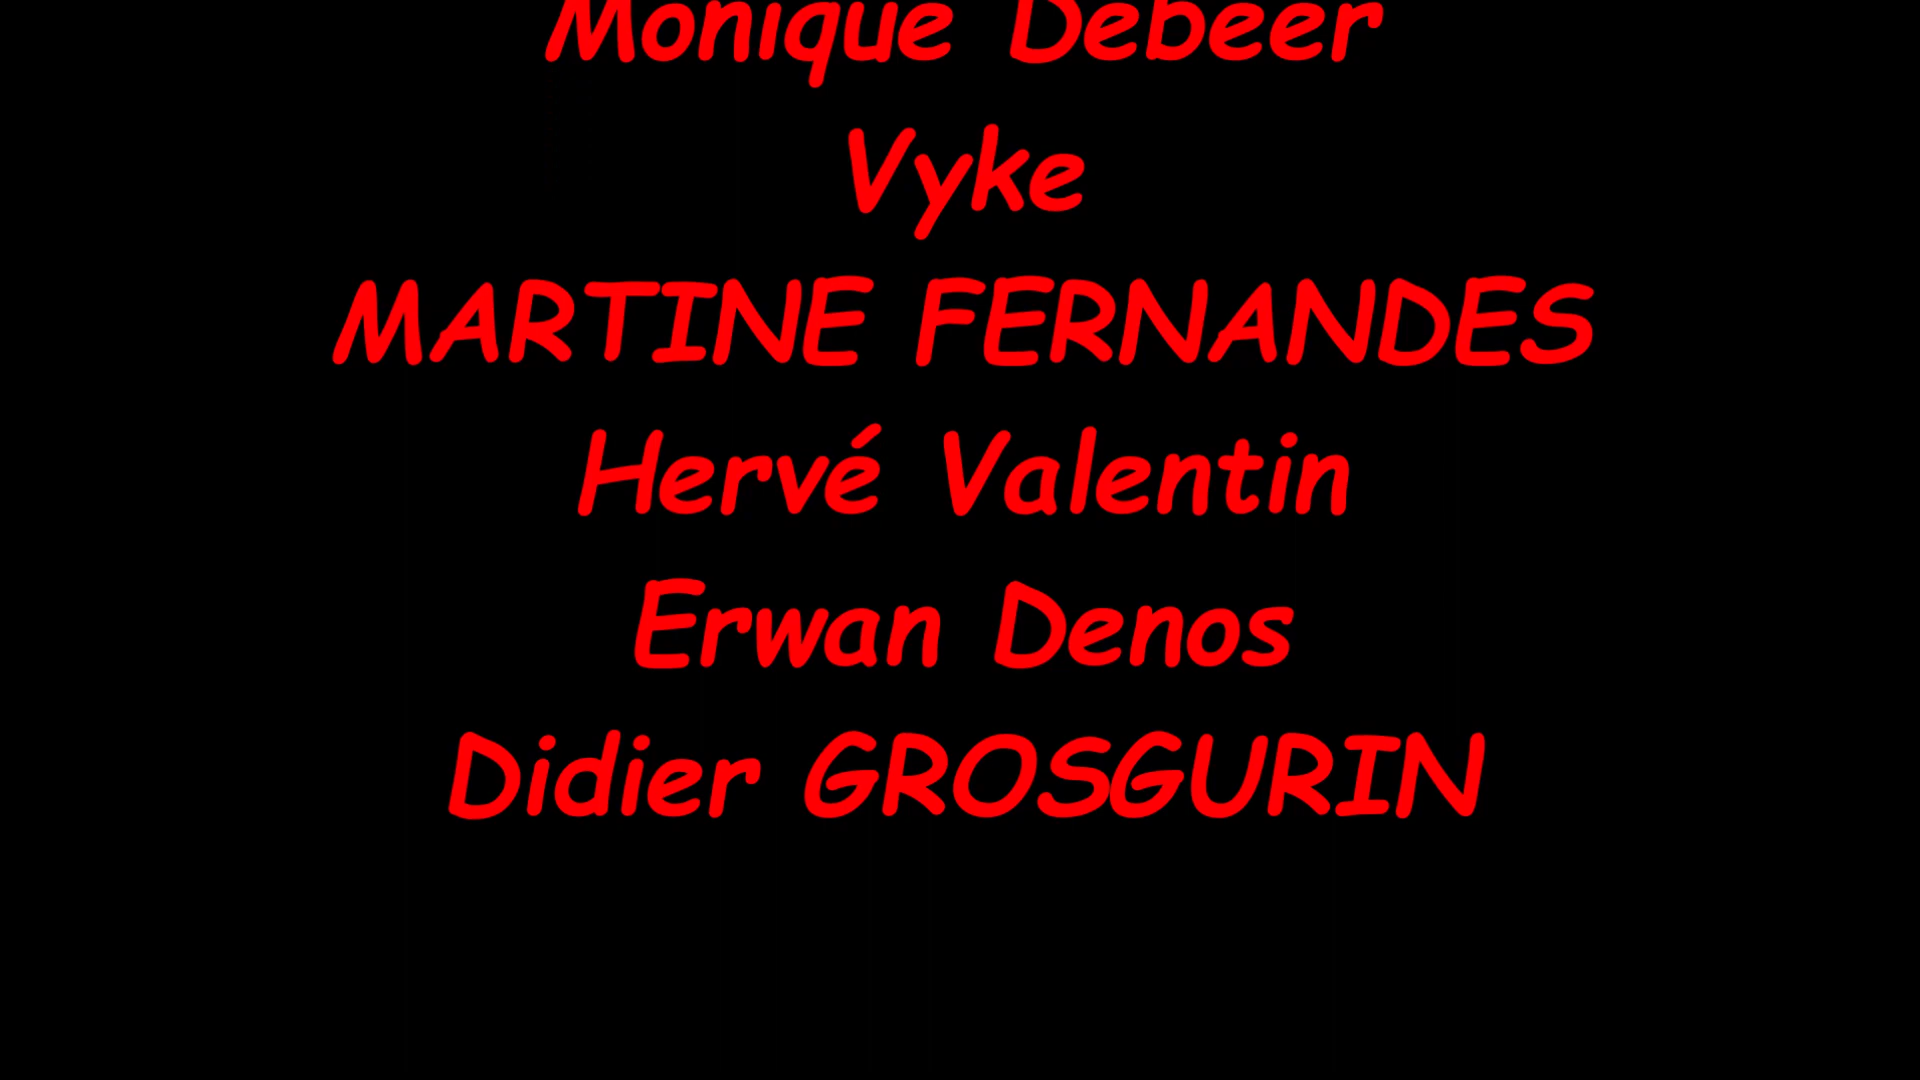 Monique Debeer
Vyke
MARTINE FERNANDES
Hervé Valentin
Erwan Denos
Didier GROSGURIN